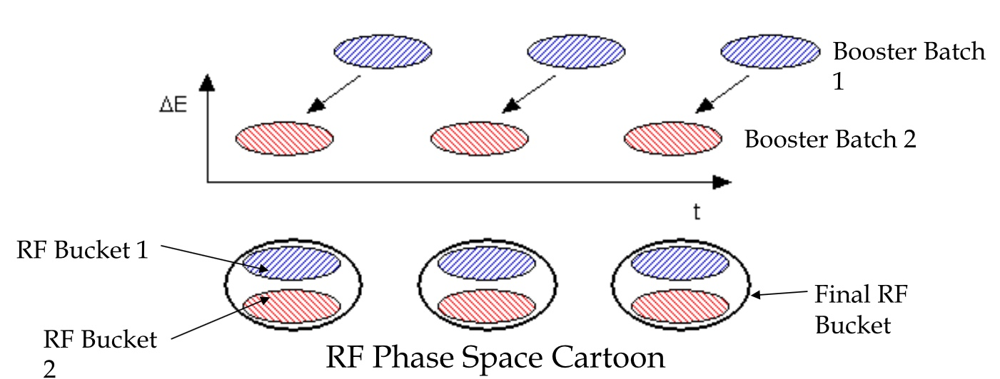 Booster Batch
1
ΔE
Booster Batch 2
t
RF Bucket 1
Final RF
Bucket
RF Bucket
2
RF Phase Space Cartoon